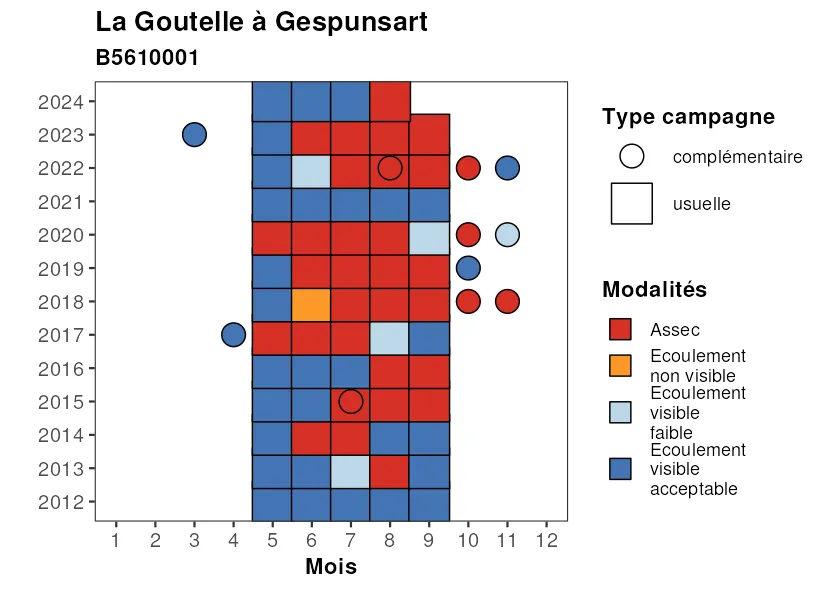 La Goutelle à Gespunsart
B5610001
2024
2023
2022
2021
2020
2019
2018
2017
2016
2015
2014
2013
2012
1 2 3 4 5 6 7 8 9 10 11 12
Mois
Type campagne
complémentaire
usuelle
Modalités
Assec
Ecoulement
non visible
Ecoulement
visible
faible
Ecoulement
visible
acceptable